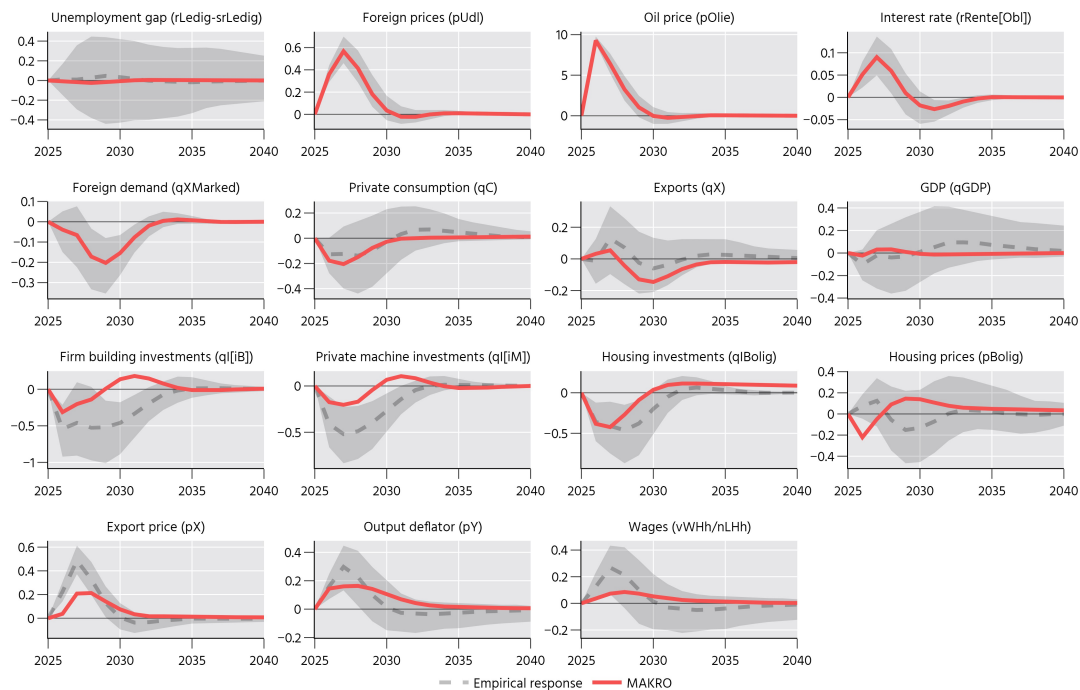 Unemployment gap (rLedig-srLedig)
0.4
0.2
0
−0.2
−0.4
2025 2030 2035 2040
Foreign prices (pUdl)
0.6
0.4
0.2
0
2025 2030 2035 2040
Oil price (pOlie)
10
5
0
2025 2030 2035 2040
Interest rate (rRente[Obl])
0.1
0.05
0
−0.05
2025 2030 2035 2040
Foreign demand (qXMarked)
0.1
0
−0.1
−0.2
−0.3
2025 2030 2035 2040
Private consumption (qC)
0.2
0
−0.2
−0.4
2025 2030 2035 2040
Exports (qX)
0.2
0
−0.2
2025 2030 2035 2040
GDP (qGDP)
0.4
0.2
0
−0.2
−0.4
2025 2030 2035 2040
Firm building investments (qI[iB])
0
−0.5
−1
2025 2030 2035 2040
Private machine investments (qI[iM])
0
−0.5
2025 2030 2035 2040
Housing investments (qIBolig)
0
−0.5
2025 2030 2035 2040
Housing prices (pBolig)
0.4
0.2
0
−0.2
−0.4
2025 2030 2035 2040
Export price (pX)
0.6
0.4
0.2
0
2025 2030 2035 2040
Output deflator (pY)
0.4
0.2
0
−0.2
2025 2030 2035 2040
Wages (vWHh/nLHh)
0.4
0.2
0
−0.2
2025 2030 2035 2040
Empirical response MAKRO